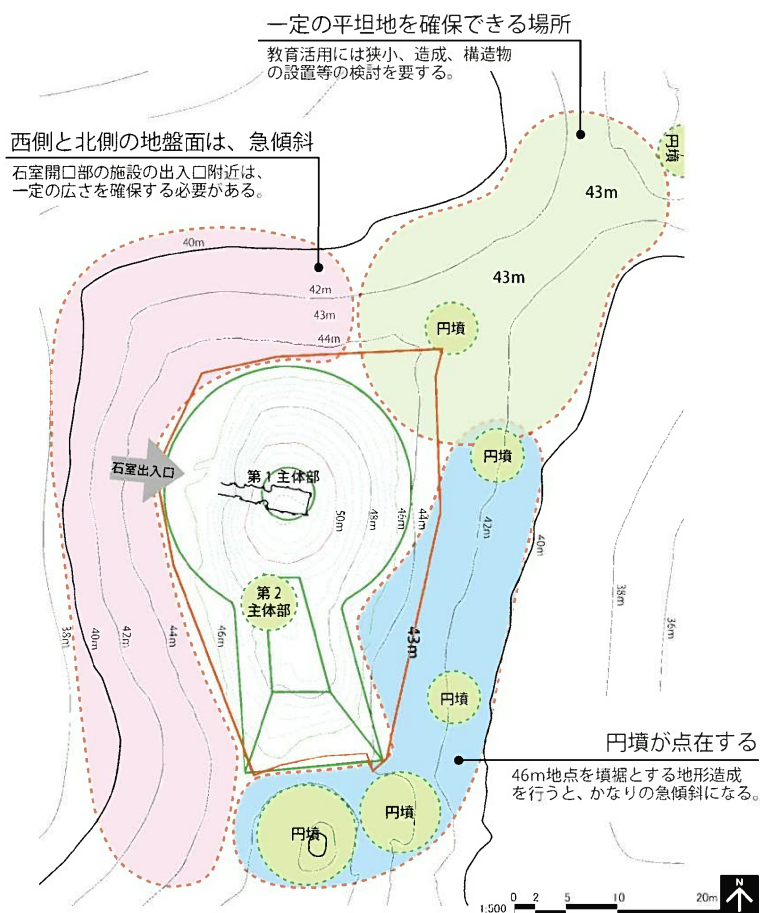 一定の平坦地を確保できる場所
教育活用には狭小、造成、構造物
の設置等の検討を要する。
西側と北側の地盤面は、急傾斜
石室開口部の施設の出入口附近は、
一定の広さを確保する必要がある。
円墳
43m
40m
43m
42m
43m
44m
円墳
円墳
石室出入口
第1主体部
50m
48m
46m
44m
42m
40m
第2
主体部
38m
36m
38m
40m
42m
44m
46m
43m
円墳
円墳が点在する
46m地点を墳裾とする地形造成
を行うと、かなりの急傾斜になる。
円墳
円墳
N
1:500
0 2 5 10 20m